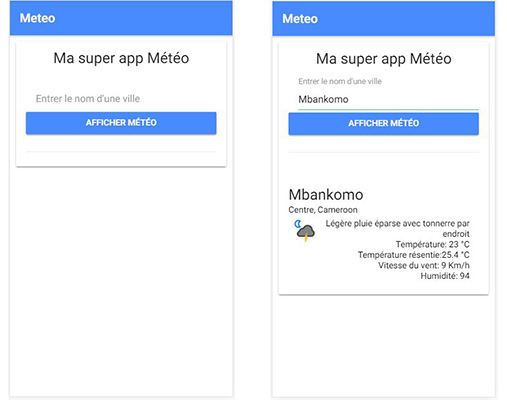 Meteo
Ma super app Météo
Entrer le nom d'une ville
AFFICHER MÉTÉO
Meteo
Ma super app Météo
Entrer le nom d'une ville
Mbankomo
AFFICHER MÉTÉO
Mbankomo
Centre, Cameroon
Légère pluie éparse avec tonnerre par
endroit
Température: 23 °C
Température résentie:25.4 °C
Vitesse du vent: 9 Km/h
Humidité: 94